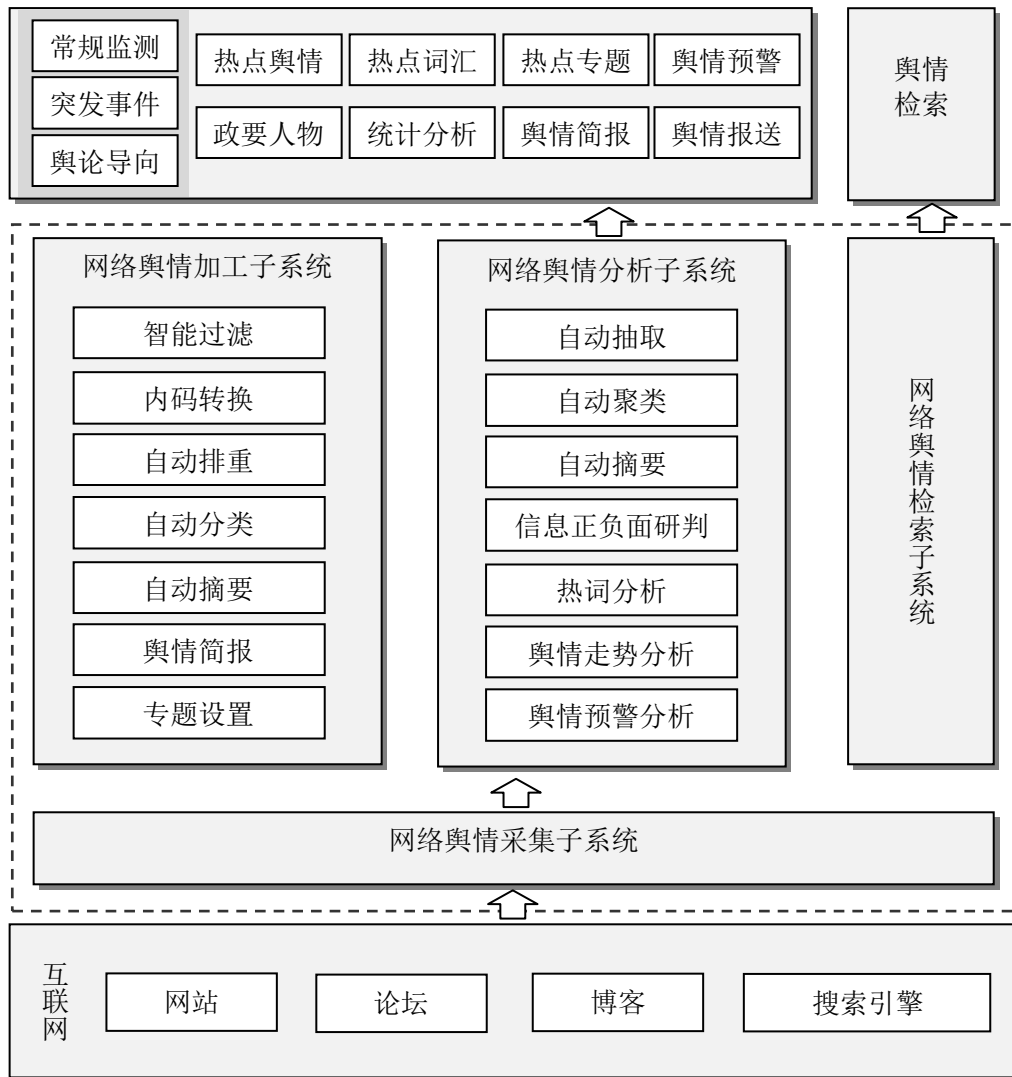 常规监测
突发事件
舆论导向
热点舆情
热点词汇
热点专题
舆情预警
政要人物
统计分析
舆情简报
舆情报送
舆情
检索
网络舆情加工子系统
智能过滤
内码转换
自动排重
自动分类
自动摘要
舆情简报
专题设置
网络舆情分析子系统
自动抽取
自动聚类
自动摘要
信息正负面研判
热词分析
舆情走势分析
舆情预警分析
网络舆情检索子系统
网络舆情采集子系统
互联网
网站
论坛
博客
搜索引擎